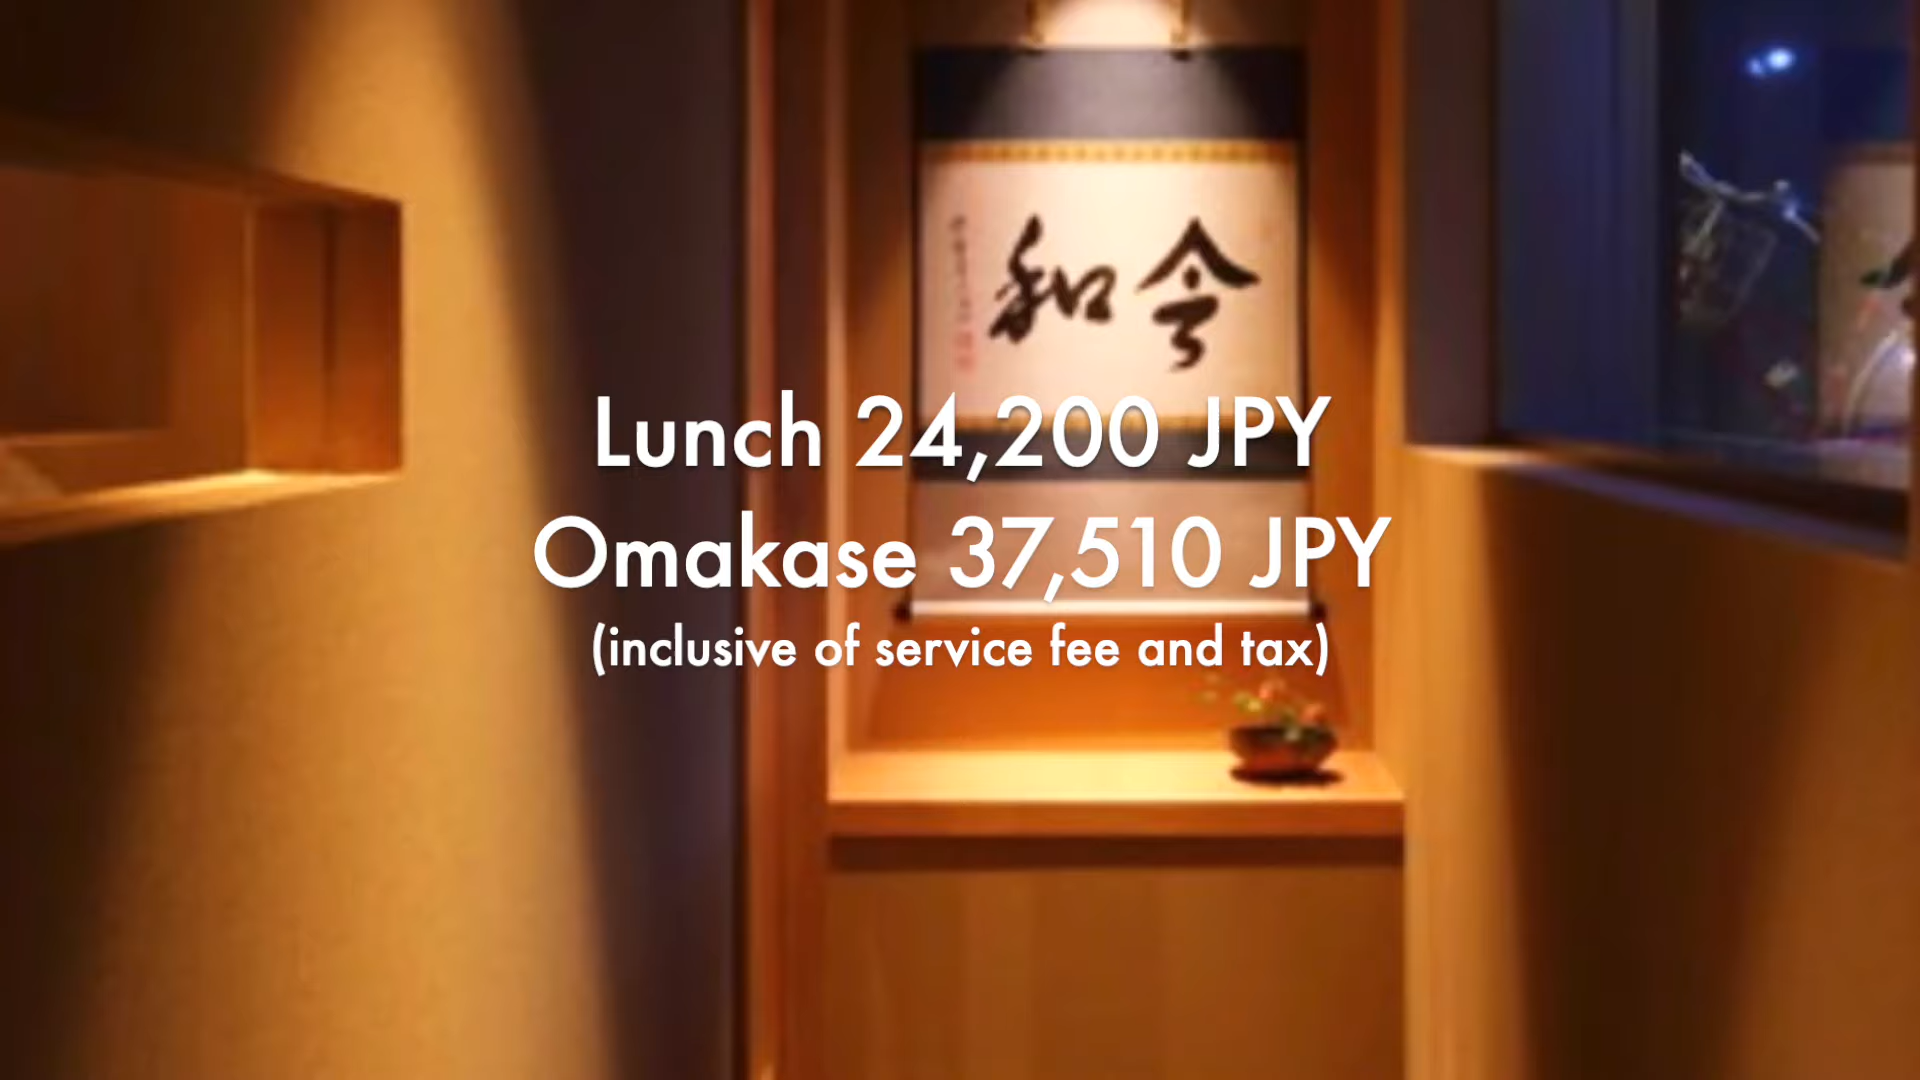 令和
Lunch 24,200 JPY
Omakase 37,510 JPY
(inclusive of service fee and tax)